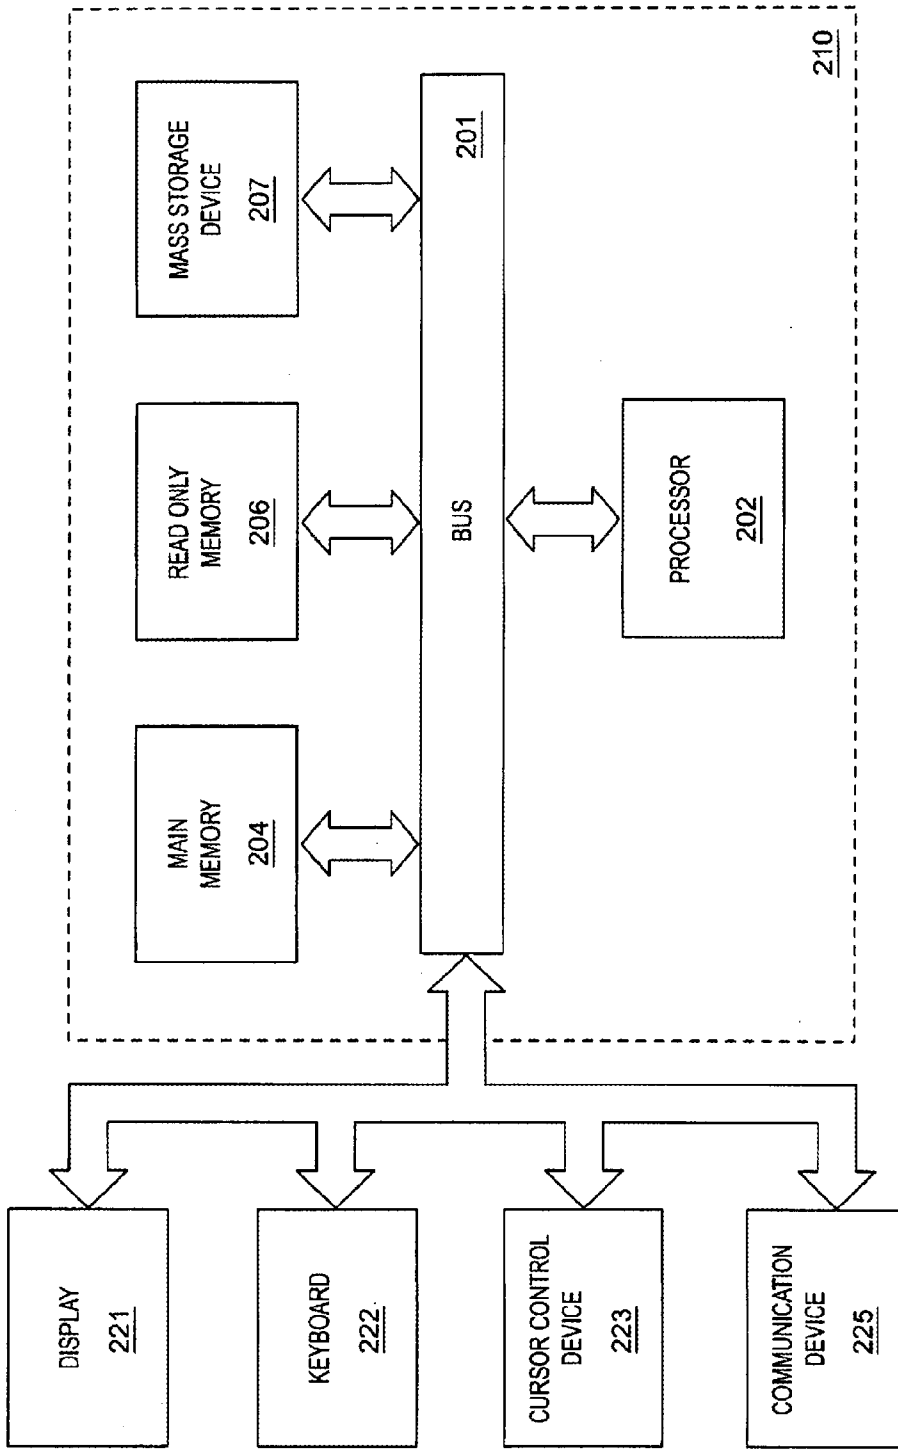 DISPLAY
221
KEYBOARD
222
CURSOR CONTROL
DEVICE
223
COMMUNICATION
DEVICE
225
MAIN
MEMORY
204
READ ONLY
MEMORY
206
MASS STORAGE
DEVICE
207
BUS
201
PROCESSOR
202
210